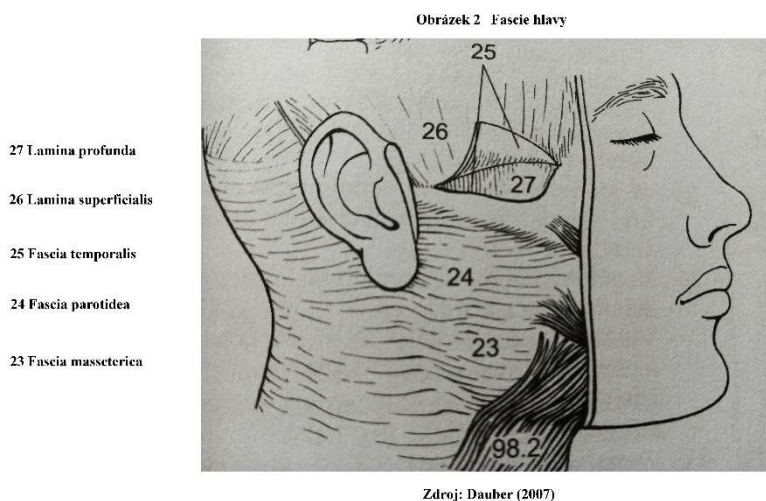 Obrázek 2 Fascie hlavy
25
26
27 Lamina profunda
27
26 Lamina superficialis
25 Fascia temporalis
24
24 Fascia parotidea
23
23 Fascia masseterica
98.2
Zdroj: Dauber (2007)